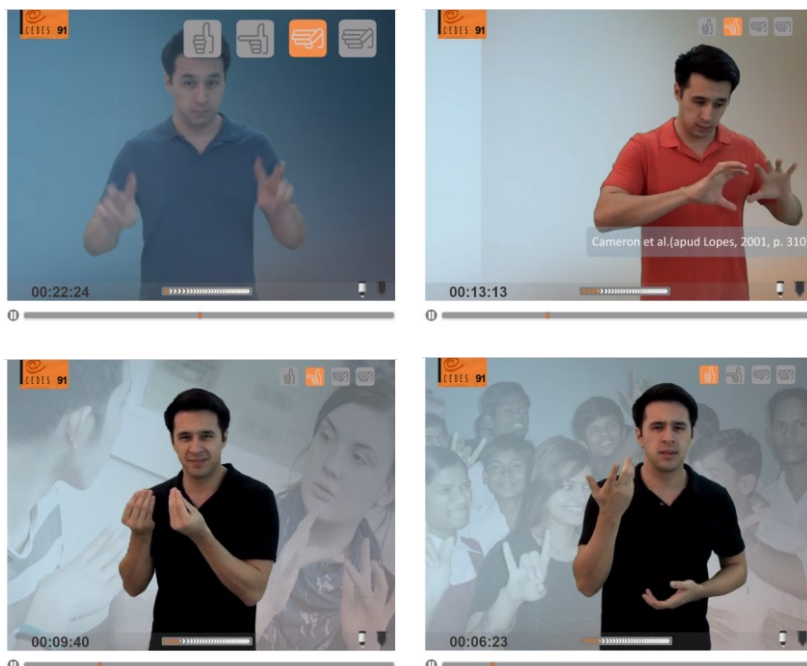 CEDES 91
00:22:24
CEDES 91
Cameron et al.(apud Lopes, 2001, p. 310
00:13:13
CEDES 91
00:09:40
CEDES 91
00:06:23